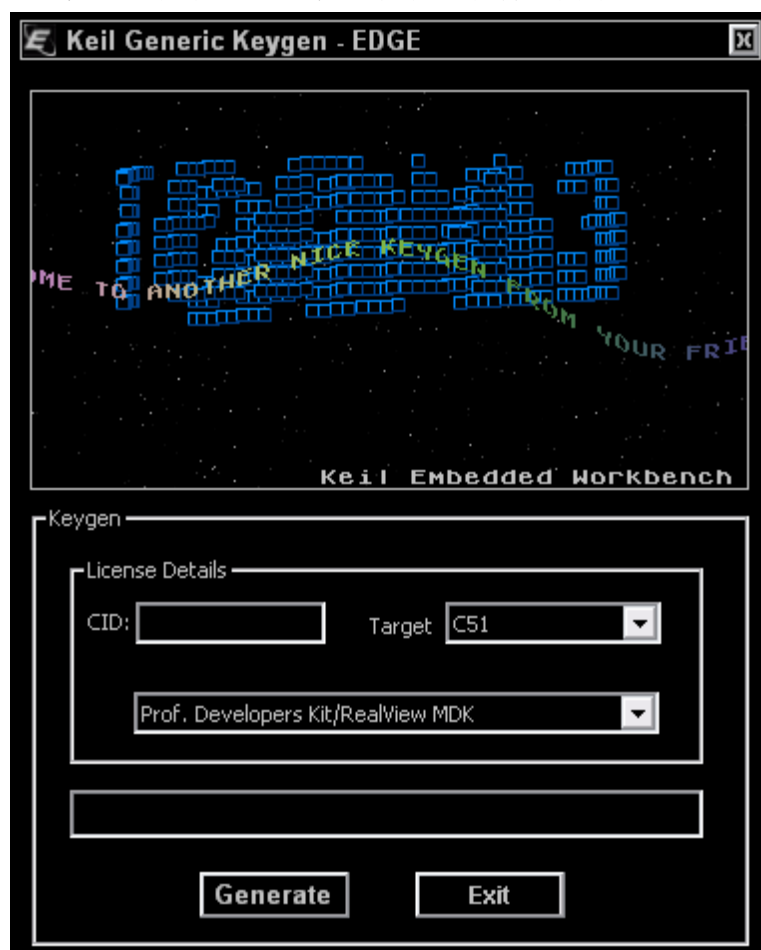 Keil Generic Keygen - EDGE
OME TO ANOTHER NICE KEYGEN FROM YOUR FRIE
Keil Embedded Workbench
Keygen
License Details
CID:
Target C51
Prof. Developers Kit/RealView MDK
Generate Exit